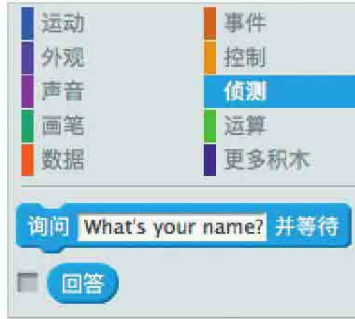 运动 事件
外观 控制
声音 侦测
画笔 运算
数据 更多积木
询问 What's your name? 并等待
回答